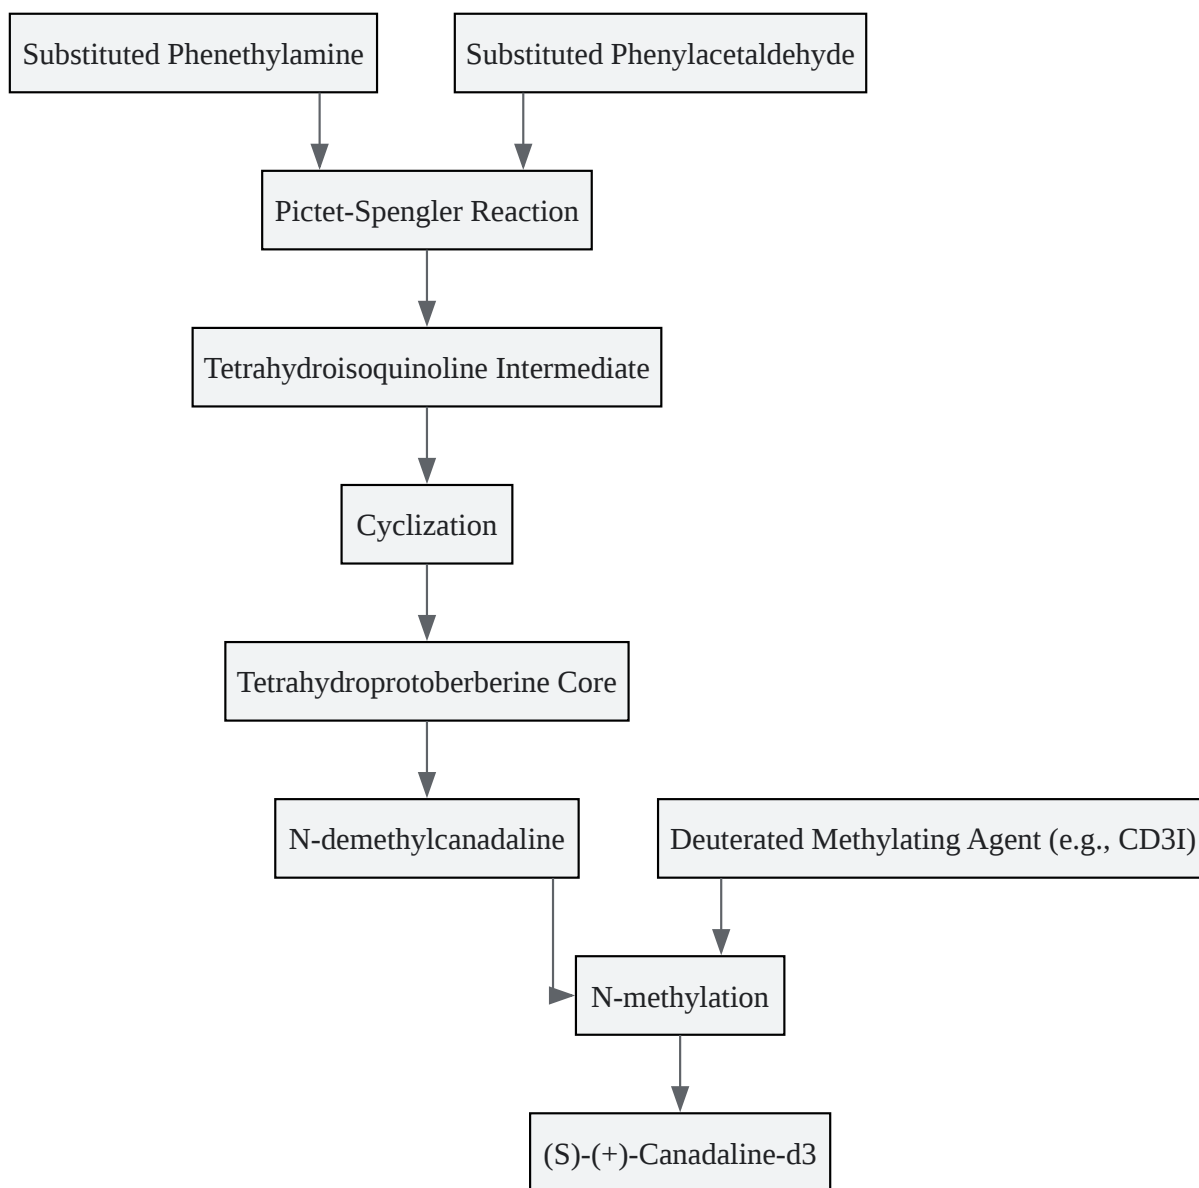 Substituted Phenethylamine
Substituted Phenylacetaldehyde
Pictet-Spengler Reaction
Tetrahydroisoquinoline Intermediate
Cyclization
Tetrahydroprotoberberine Core
N-demethylcanadaline
Deuterated Methylating Agent (e.g., CD3I)
N-methylation
(S)-(+)-Canadaline-d3